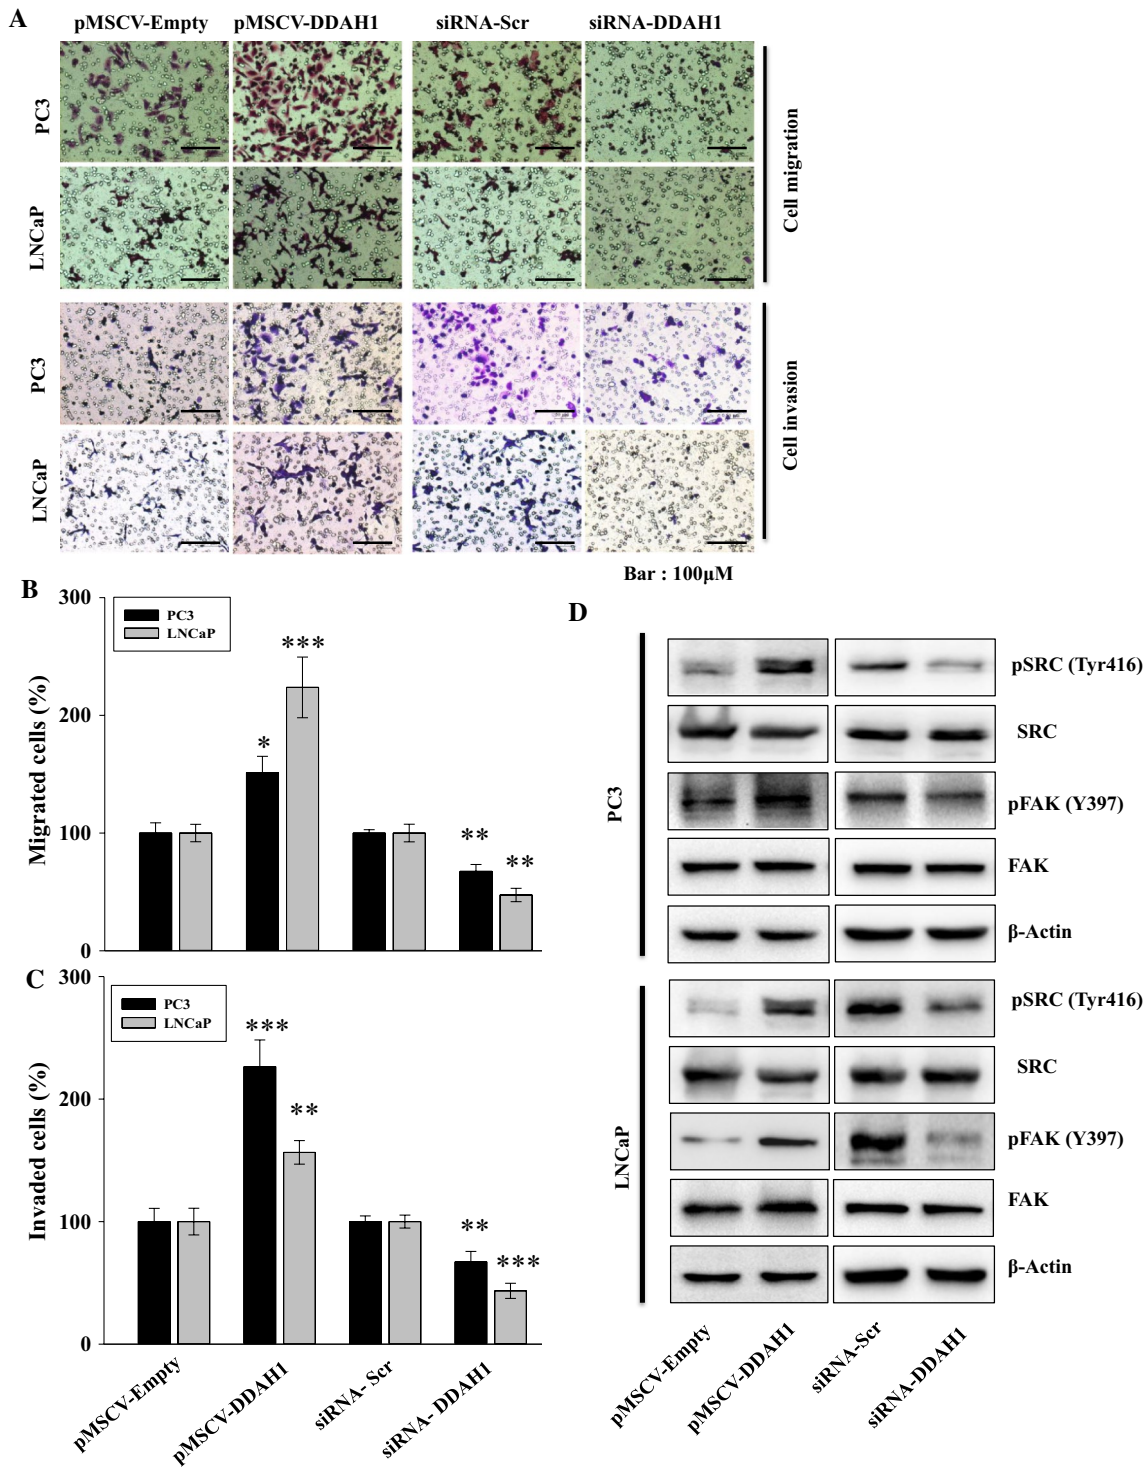 A
pMSCV-Empty pMSCV-DDAH1 siRNA-Scr siRNA-DDAH1
PC3
LNCaP
Cell migration
PC3
LNCaP
Cell invasion
Bar : 100μM
B
Migrated cells (%)
300
200
100
0
PC3
LNCaP
*
***
**
**
C
Invaded cells (%)
300
200
100
0
PC3
LNCaP
***
**
**
***
pMSCV-Empty
pMSCV-DDAH1
siRNA- Scr
siRNA- DDAH1
D
PC3
pSRC (Tyr416)
SRC
pFAK (Y397)
FAK
β-Actin
LNCaP
pSRC (Tyr416)
SRC
pFAK (Y397)
FAK
β-Actin
pMSCV-Empty
pMSCV-DDAH1
siRNA-Scr
siRNA-DDAH1